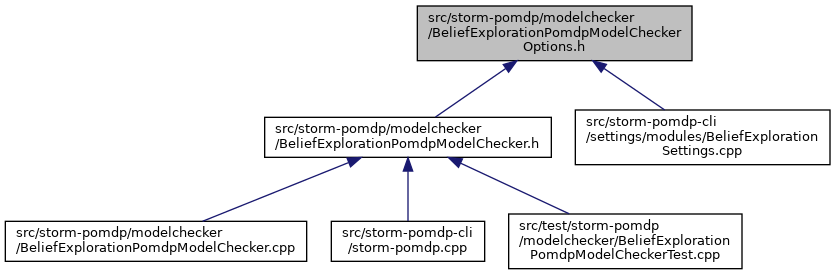 src/storm-pomdp/modelchecker
/BeliefExplorationPomdpModelChecker
Options.h
src/storm-pomdp/modelchecker
/BeliefExplorationPomdpModelChecker.h
src/storm-pomdp-cli
/settings/modules/BeliefExploration
Settings.cpp
src/storm-pomdp/modelchecker
/BeliefExplorationPomdpModelChecker.cpp
src/storm-pomdp-cli
/storm-pomdp.cpp
src/test/storm-pomdp
/modelchecker/BeliefExploration
PomdpModelCheckerTest.cpp